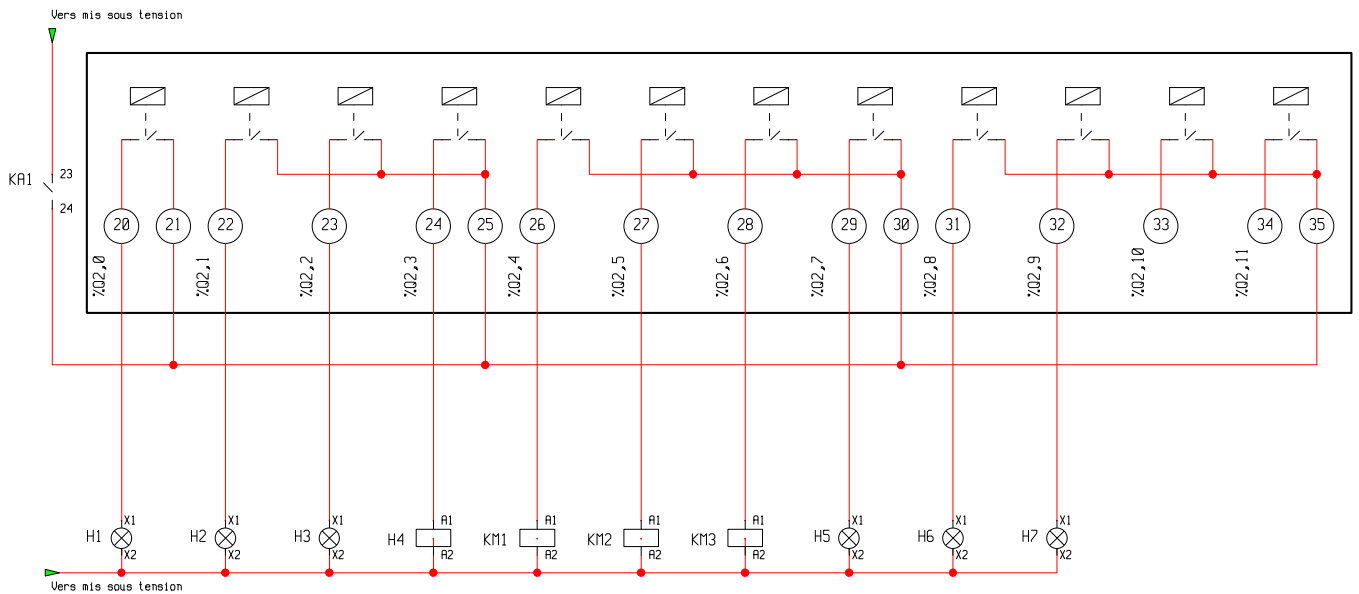 Vers mis sous tension
KA1
23
24
20
21
22
23
24
25
26
27
28
29
30
31
32
33
34
35
%Q2,0
%Q2,1
%Q2,2
%Q2,3
%Q2,4
%Q2,5
%Q2,6
%Q2,7
%Q2,8
%Q2,9
%Q2,10
%Q2,11
H1
X1
X2
H2
X1
X2
H3
X1
X2
H4
A1
A2
KM1
A1
A2
KM2
A1
A2
KM3
A1
A2
H5
X1
X2
H6
X1
X2
H7
X1
X2
Vers mis sous tension